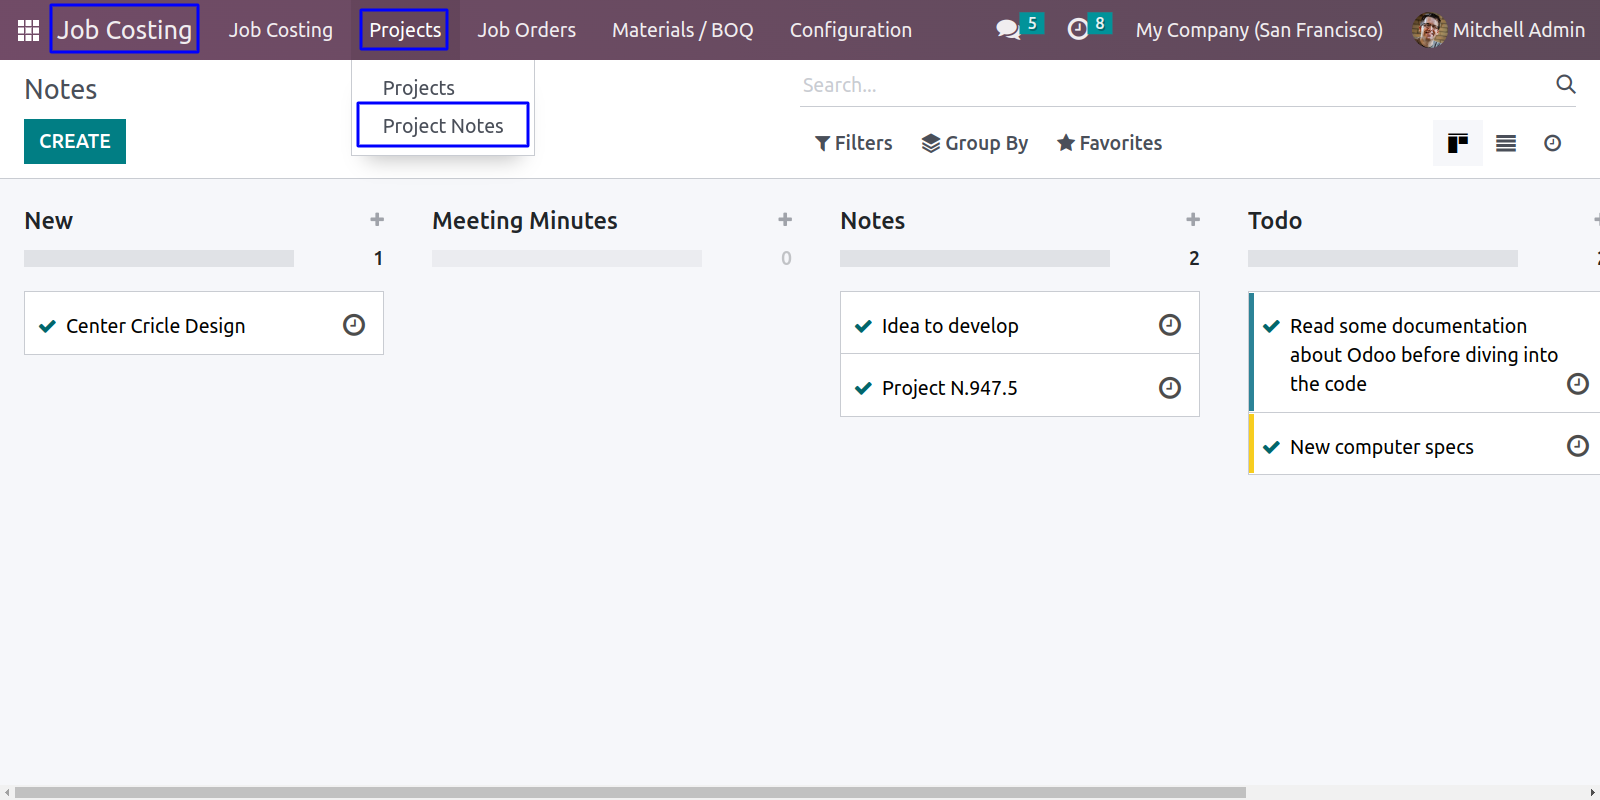 Job Costing Job Costing Projects Job Orders Materials / BOQ Configuration 5 8 My Company (San Francisco) Mitchell Admin
Notes
Projects
Search...
Project Notes
CREATE
Filters Group By Favorites
New
1
Center Cricle Design
Meeting Minutes
0
Notes
2
Idea to develop
Project N.947.5
Todo
Read some documentation
about Odoo before diving into
the code
New computer specs